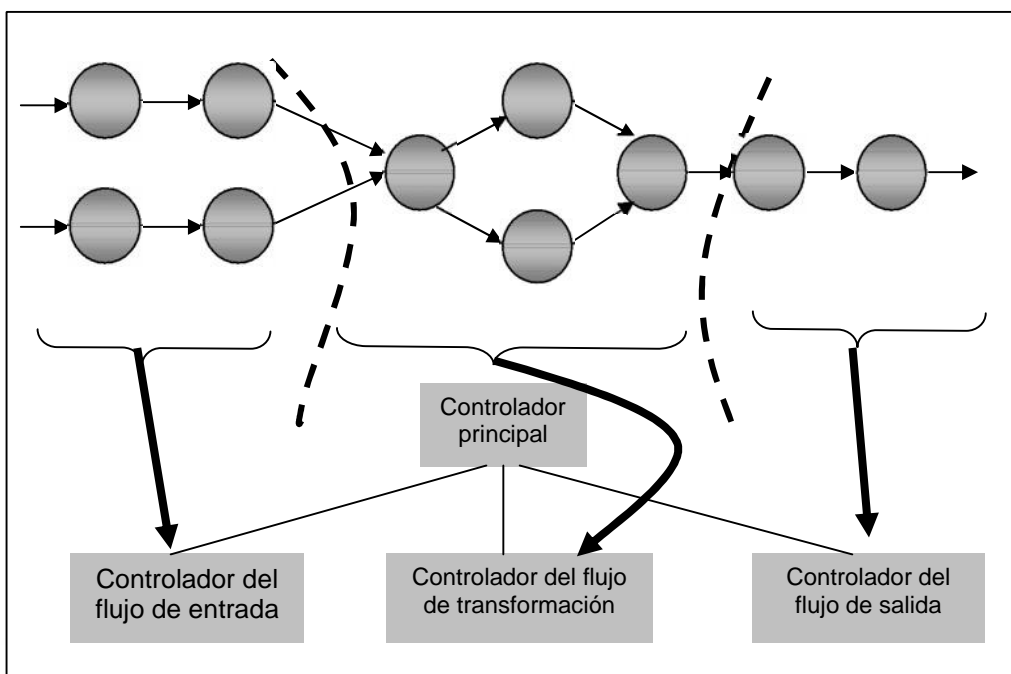 Controlador
principal
Controlador del
flujo de entrada
Controlador del flujo
de transformación
Controlador del
flujo de salida